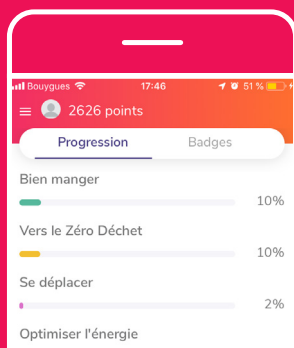 Bouygues 17:46 51 %
2626 points
Progression Badges
Bien manger
10%
Vers le Zéro Déchet
10%
Se déplacer
2%
Optimiser l'énergie